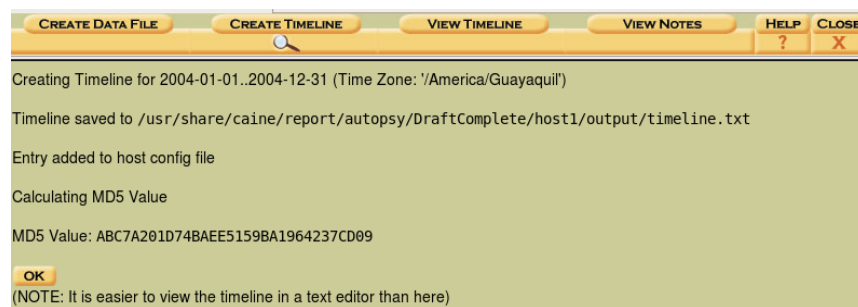 CREATE DATA FILE CREATE TIMELINE VIEW TIMELINE VIEW NOTES HELP CLOSE
? X
Creating Timeline for 2004-01-01..2004-12-31 (Time Zone: '/America/Guayaquil')
Timeline saved to /usr/share/caine/report/autopsy/DraftComplete/host1/output/timeline.txt
Entry added to host config file
Calculating MD5 Value
MD5 Value: ABC7A201D74BAEE5159BA1964237CD09
OK
(NOTE: It is easier to view the timeline in a text editor than here)